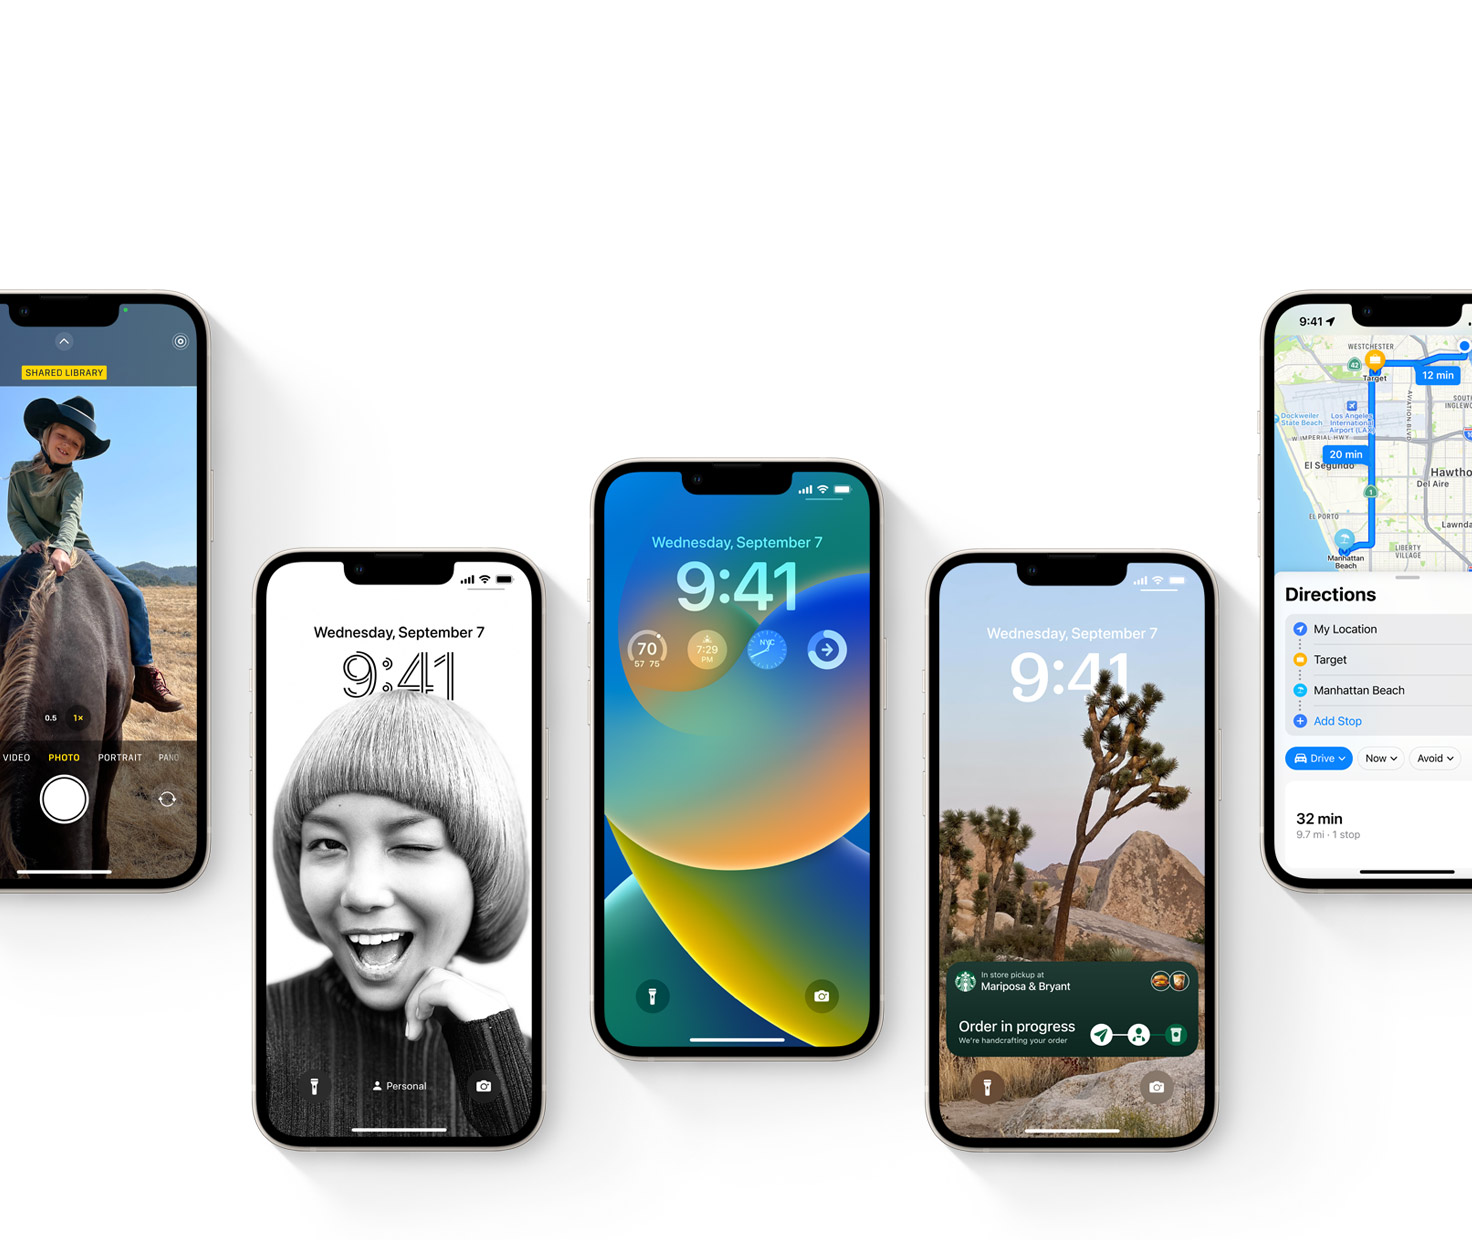 SHARED LIBRARY
0.5 1×
VIDEO PHOTO PORTRAIT PANO
Wednesday, September 7
9:41
Personal
Wednesday, September 7
9:41
70
57 75
7:29
PM
NYC
Wednesday, September 7
9:41
In store pickup at
Mariposa & Bryant
Order in progress
We're handcrafting your order
9:41
WESTCHESTER
42
Target
12 min
AVIATION BLVD
SOUTH
INGLEWO
Dockweiler
State Beach
Los Angeles
International
Airport (LAX)
W IMPERIAL HWY
20 min
El Segundo
Hawtho
Del Aire
1
EL PORTO
Lawnda
LIBERTY
VILLAGE
Manhattan
Beach
Directions
My Location
Target
Manhattan Beach
Add Stop
Drive Now Avoid
32 min
9.7 mi · 1 stop